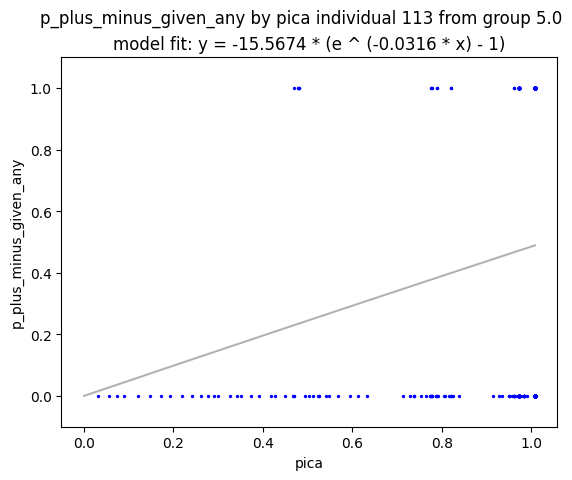 p_plus_minus_given_any by pica individual 113 from group 5.0
model fit: y = -15.5674 * (e ^ (-0.0316 * x) - 1)
1.0
0.8
0.6
0.4
0.2
0.0
p_plus_minus_given_any
0.0 0.2 0.4 0.6 0.8 1.0
pica